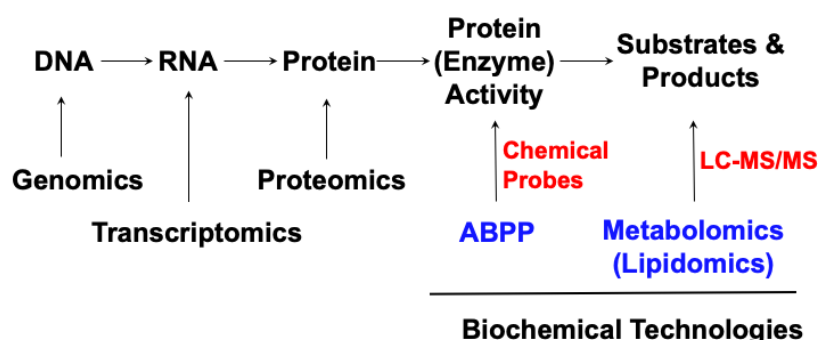 DNA RNA Protein Protein (Enzyme) Activity Substrates & Products
Chemical Probes
LC-MS/MS
Genomics
Proteomics
Transcriptomics
ABPP
Metabolomics
(Lipidomics)
Biochemical Technologies